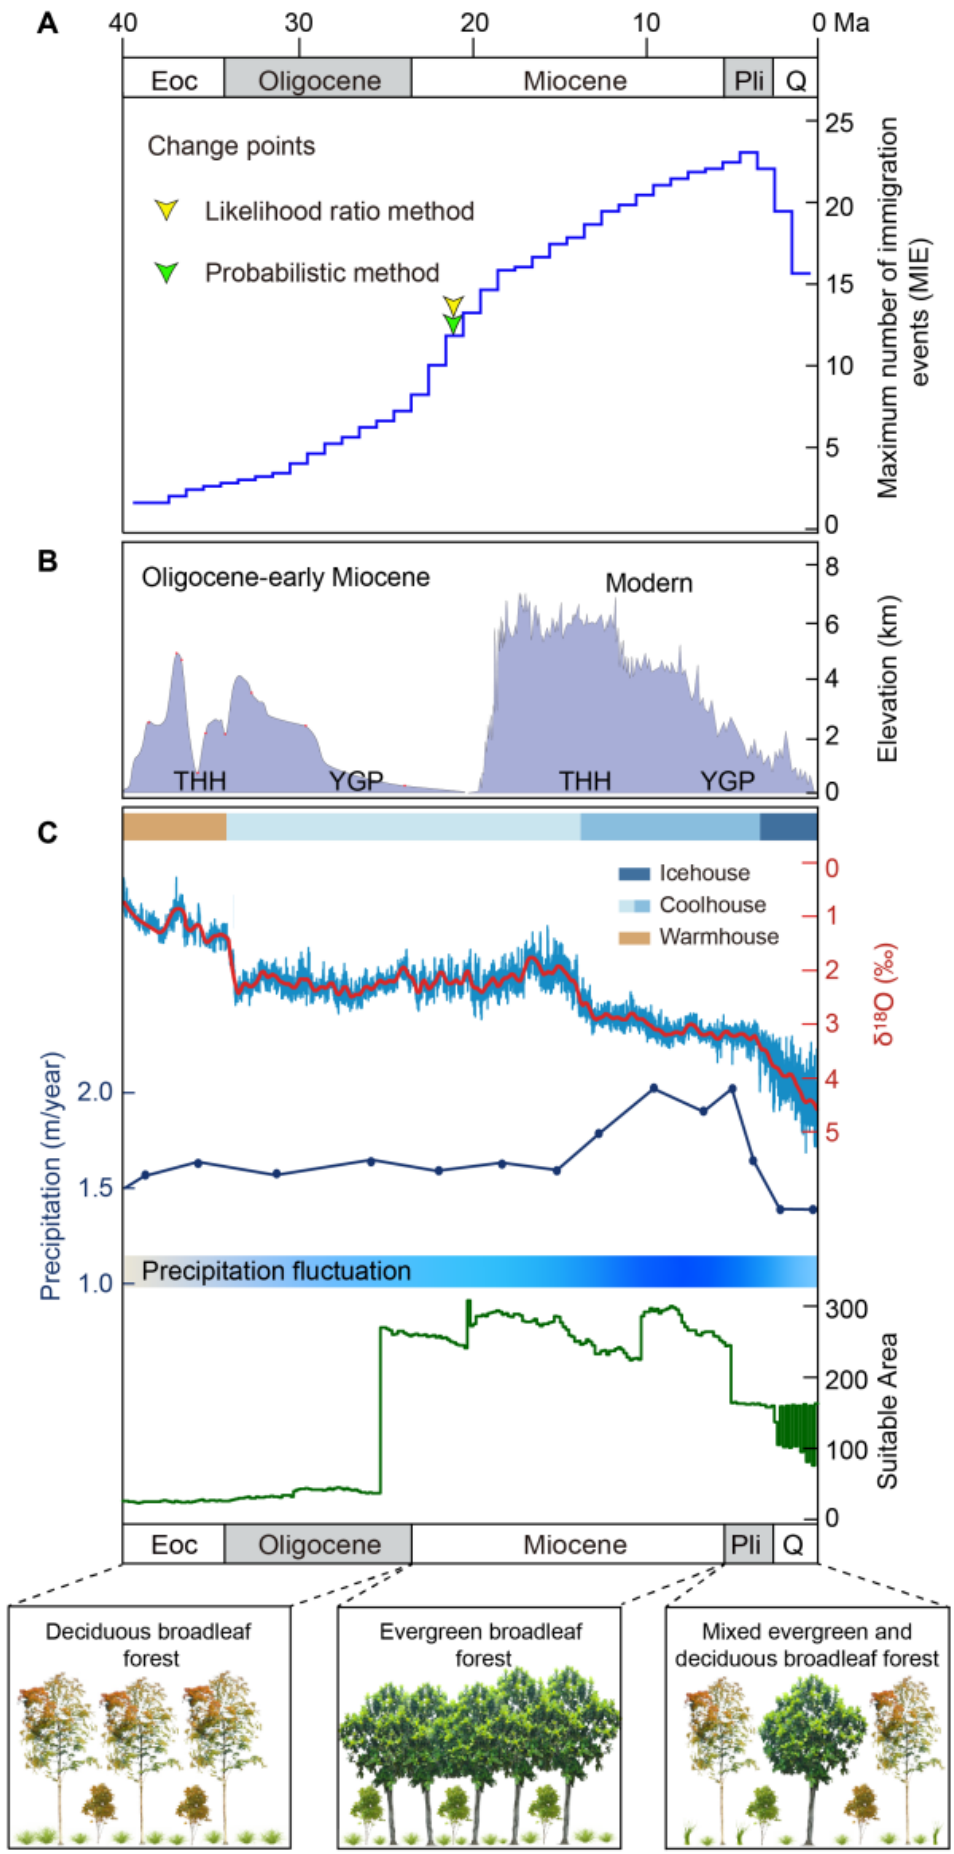 A
40 30 20 10 0 Ma
Eoc Oligocene Miocene Pli Q
Change points
Likelihood ratio method
Probabilistic method
25
20
15
10
5
0
Maximum number of immigration
events (MIE)
B
Oligocene-early Miocene
Modern
THH YGP THH YGP
8
6
4
2
0
Elevation (km)
C
Icehouse
Coolhouse
Warmhouse
0
1
2
3
4
5
δ¹⁸O (‰)
2.0
1.5
1.0
Precipitation (m/year)
Precipitation fluctuation
300
200
100
0
Suitable Area
Eoc Oligocene Miocene Pli Q
Deciduous broadleaf
forest
Evergreen broadleaf
forest
Mixed evergreen and
deciduous broadleaf forest